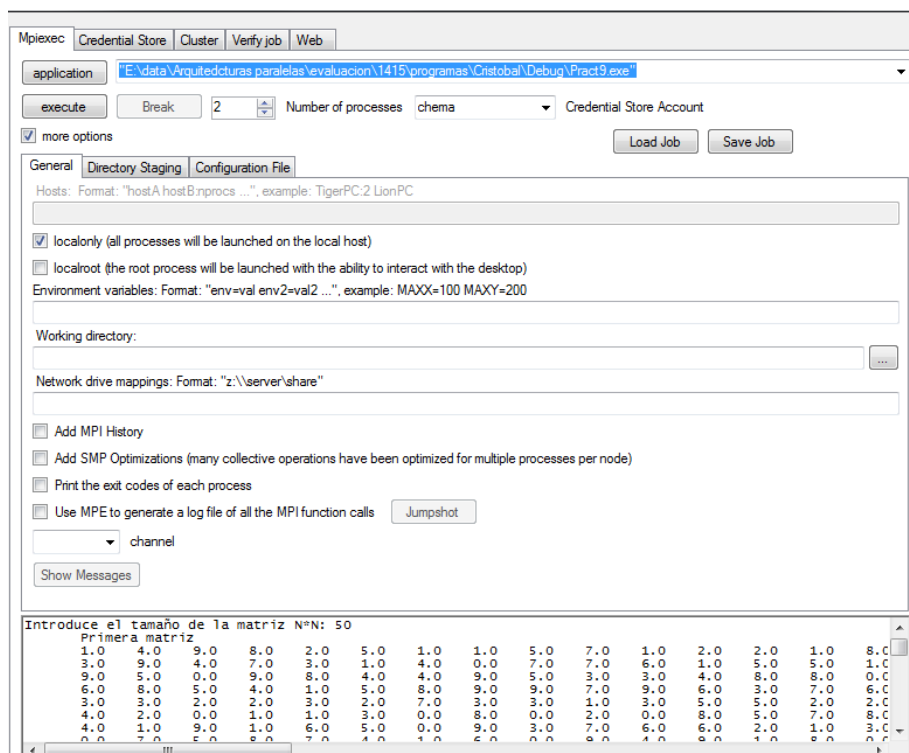 Mpiexec Credential Store Cluster Verify job Web
application "E:\data\Arquitedcturas paralelas\evaluacion\1415\programas\Cristobal\Debug\Pract9.exe"
execute Break 2 Number of processes chema Credential Store Account
more options Load Job Save Job
General Directory Staging Configuration File
Hosts: Format: "hostA hostB:nprocs ...", example: TigerPC:2 LionPC
localonly (all processes will be launched on the local host)
localroot (the root process will be launched with the ability to interact with the desktop)
Environment variables: Format: "env=val env2=val2 ...", example: MAXX=100 MAXY=200
Working directory:
...
Network drive mappings: Format: "z:\\server\share"
Add MPI History
Add SMP Optimizations (many collective operations have been optimized for multiple processes per node)
Print the exit codes of each process
Use MPE to generate a log file of all the MPI function calls Jumpshot
channel
Show Messages
Introduce el tamaño de la matriz N*N: 50
Primera matriz
1.0 4.0 9.0 8.0 2.0 5.0 1.0 1.0 5.0 7.0 1.0 2.0 2.0 1.0 8.0
3.0 9.0 4.0 7.0 3.0 1.0 4.0 0.0 7.0 7.0 6.0 1.0 5.0 5.0 1.0
9.0 5.0 0.0 9.0 8.0 4.0 4.0 9.0 5.0 3.0 3.0 4.0 8.0 8.0 0.0
6.0 8.0 5.0 4.0 1.0 5.0 8.0 9.0 9.0 7.0 9.0 6.0 3.0 7.0 6.0
3.0 3.0 2.0 2.0 3.0 2.0 7.0 3.0 3.0 1.0 3.0 5.0 5.0 2.0 2.0
4.0 2.0 0.0 1.0 1.0 3.0 0.0 8.0 0.0 2.0 0.0 8.0 5.0 7.0 8.0
4.0 1.0 9.0 1.0 6.0 5.0 0.0 9.0 3.0 7.0 6.0 6.0 2.0 1.0 3.0